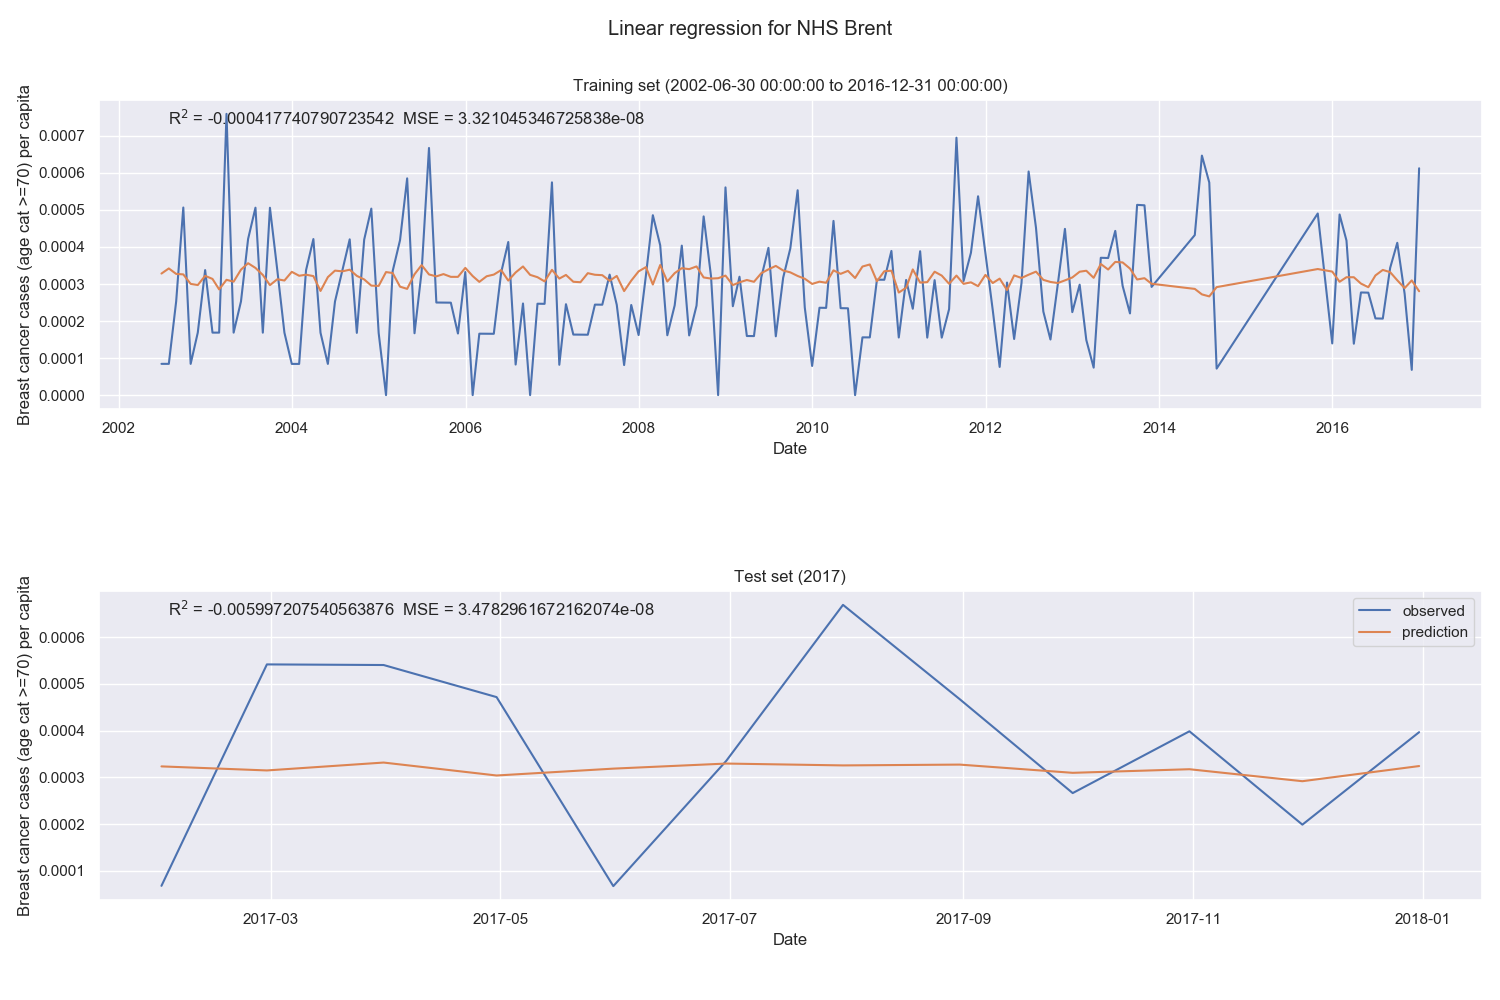 Linear regression for NHS Brent
Training set (2002-06-30 00:00:00 to 2016-12-31 00:00:00)
R² = -0.000417740790723542  MSE = 3.321045346725838e-08
Breast cancer cases (age cat >=70) per capita
0.0007
0.0006
0.0005
0.0004
0.0003
0.0002
0.0001
0.0000
2002 2004 2006 2008 2010 2012 2014 2016
Date
Test set (2017)
R² = -0.005997207540563876  MSE = 3.4782961672162074e-08
observed
prediction
Breast cancer cases (age cat >=70) per capita
0.0006
0.0005
0.0004
0.0003
0.0002
0.0001
2017-03 2017-05 2017-07 2017-09 2017-11 2018-01
Date